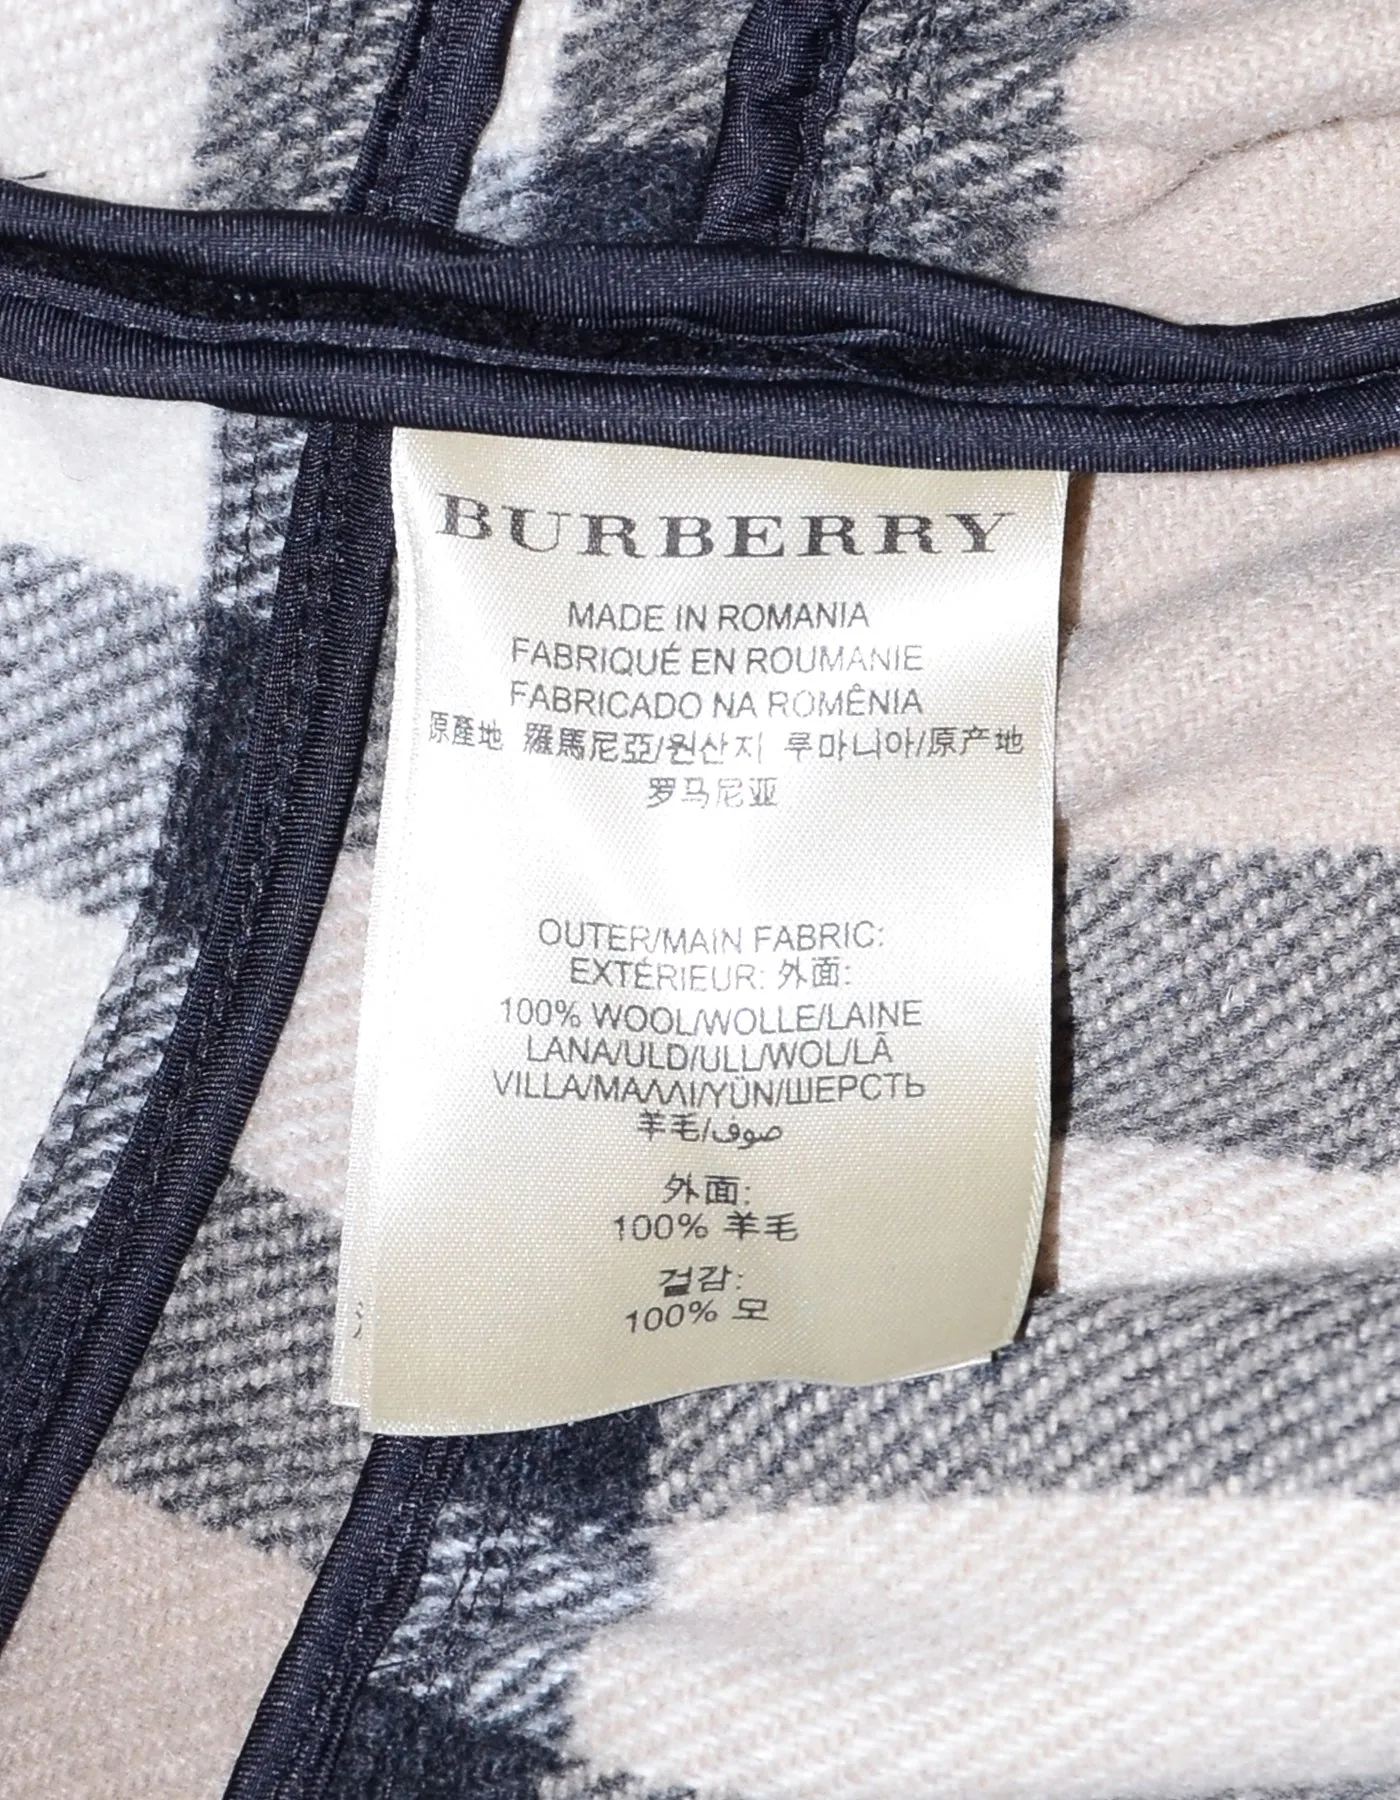 BURBERRY
MADE IN ROMANIA
FABRIQUÉ EN ROUMANIE
FABRICADO NA ROMÊNIA
原產地 羅馬尼亞/원산지 루마니아/原产地
罗马尼亚
OUTER/MAIN FABRIC:
EXTÉRIEUR: 外面:
100% WOOL/WOLLE/LAINE
LANA/ULD/ULL/WOL/LÃ
VILLA/ΜΑΛΛΙ/YÜN/ШЕРСТЬ
羊毛/صوف
外面:
100% 羊毛
겉감:
100% 모